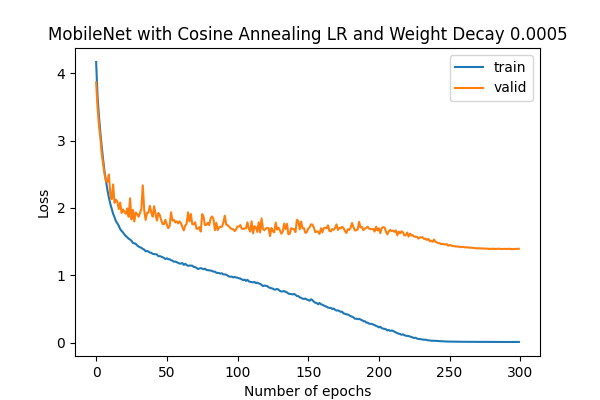 MobileNet with Cosine Annealing LR and Weight Decay 0.0005
train
valid
4
3
2
1
0
Loss
0 50 100 150 200 250 300
Number of epochs